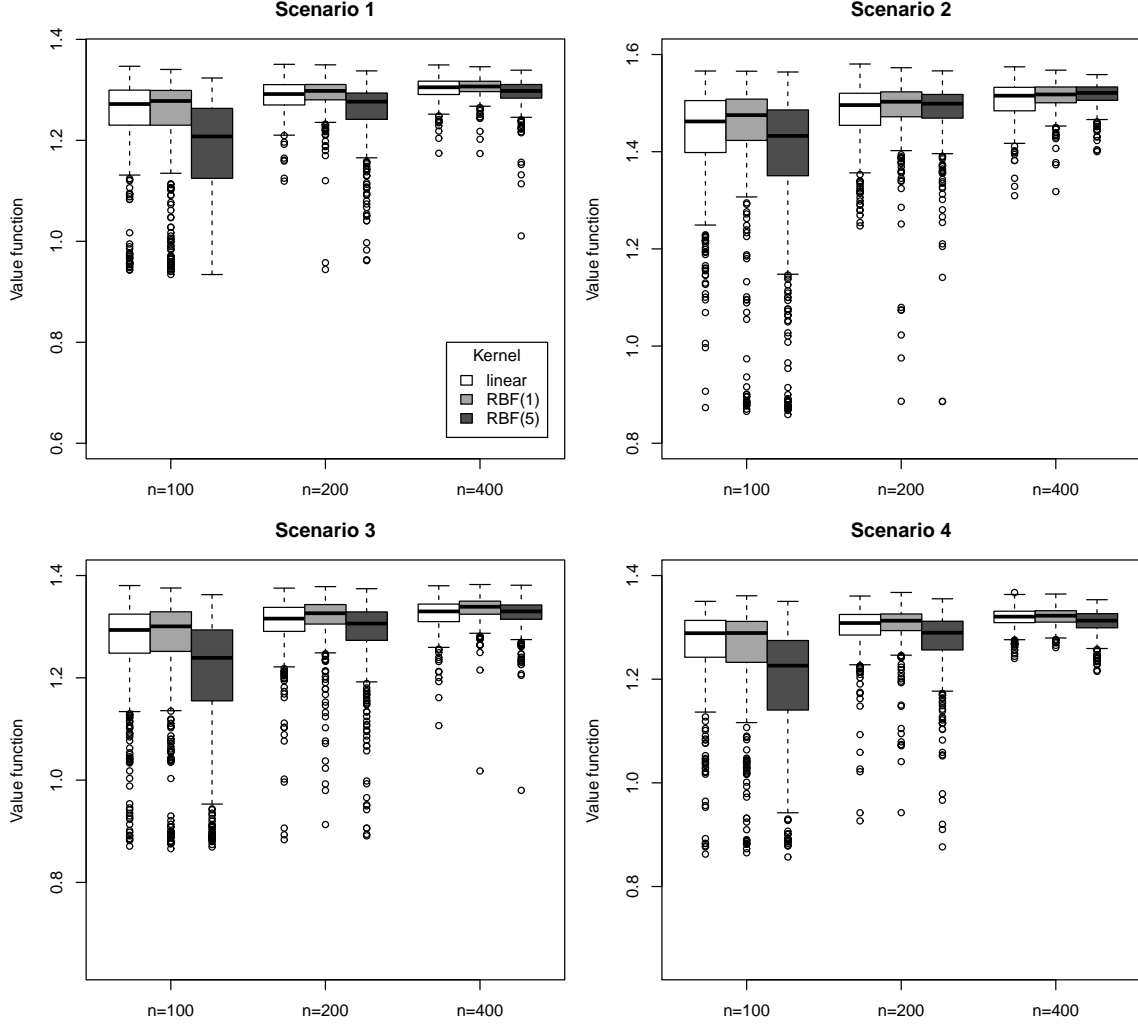 Scenario 1
Value function
1.4
1.2
1.0
0.8
0.6
Kernel
linear
RBF(1)
RBF(5)
n=100 n=200 n=400
Scenario 2
Value function
1.6
1.4
1.2
1.0
0.8
n=100 n=200 n=400
Scenario 3
Value function
1.4
1.2
1.0
0.8
n=100 n=200 n=400
Scenario 4
Value function
1.4
1.2
1.0
0.8
n=100 n=200 n=400